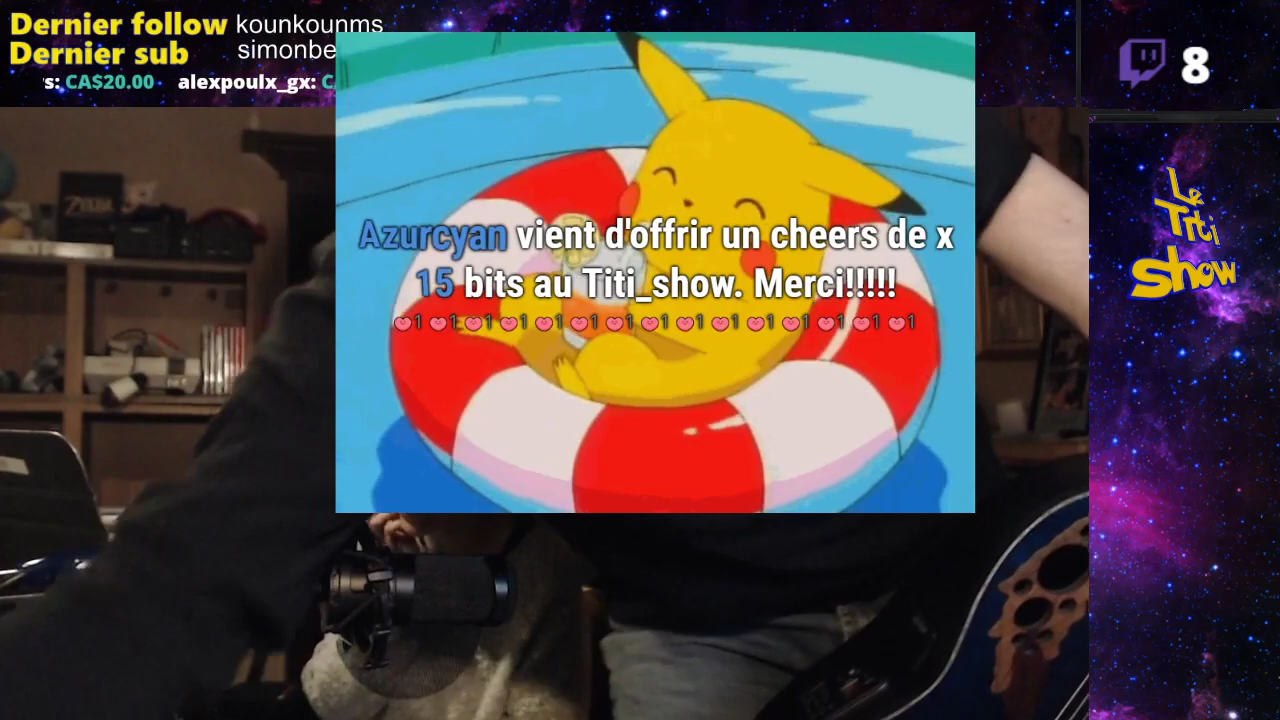 Dernier follow kounkounms
Dernier sub simonbe
s: CA$20.00 alexpoulx_gx: C
8
ZELDA
Azurcyan vient d'offrir un cheers de x
15 bits au Titi_show. Merci!!!!!
1 1 1 1 1 1 1 1 1 1 1 1 1 1 1
Le
Titi
Show